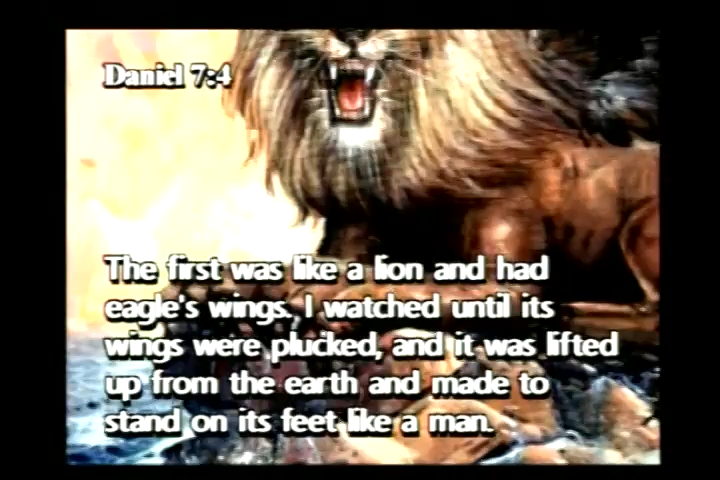 Daniel 7:4
The first was like a lion and had
eagle's wings. I watched until its
wings were plucked, and it was lifted
up from the earth and made to
stand on its feet like a man.